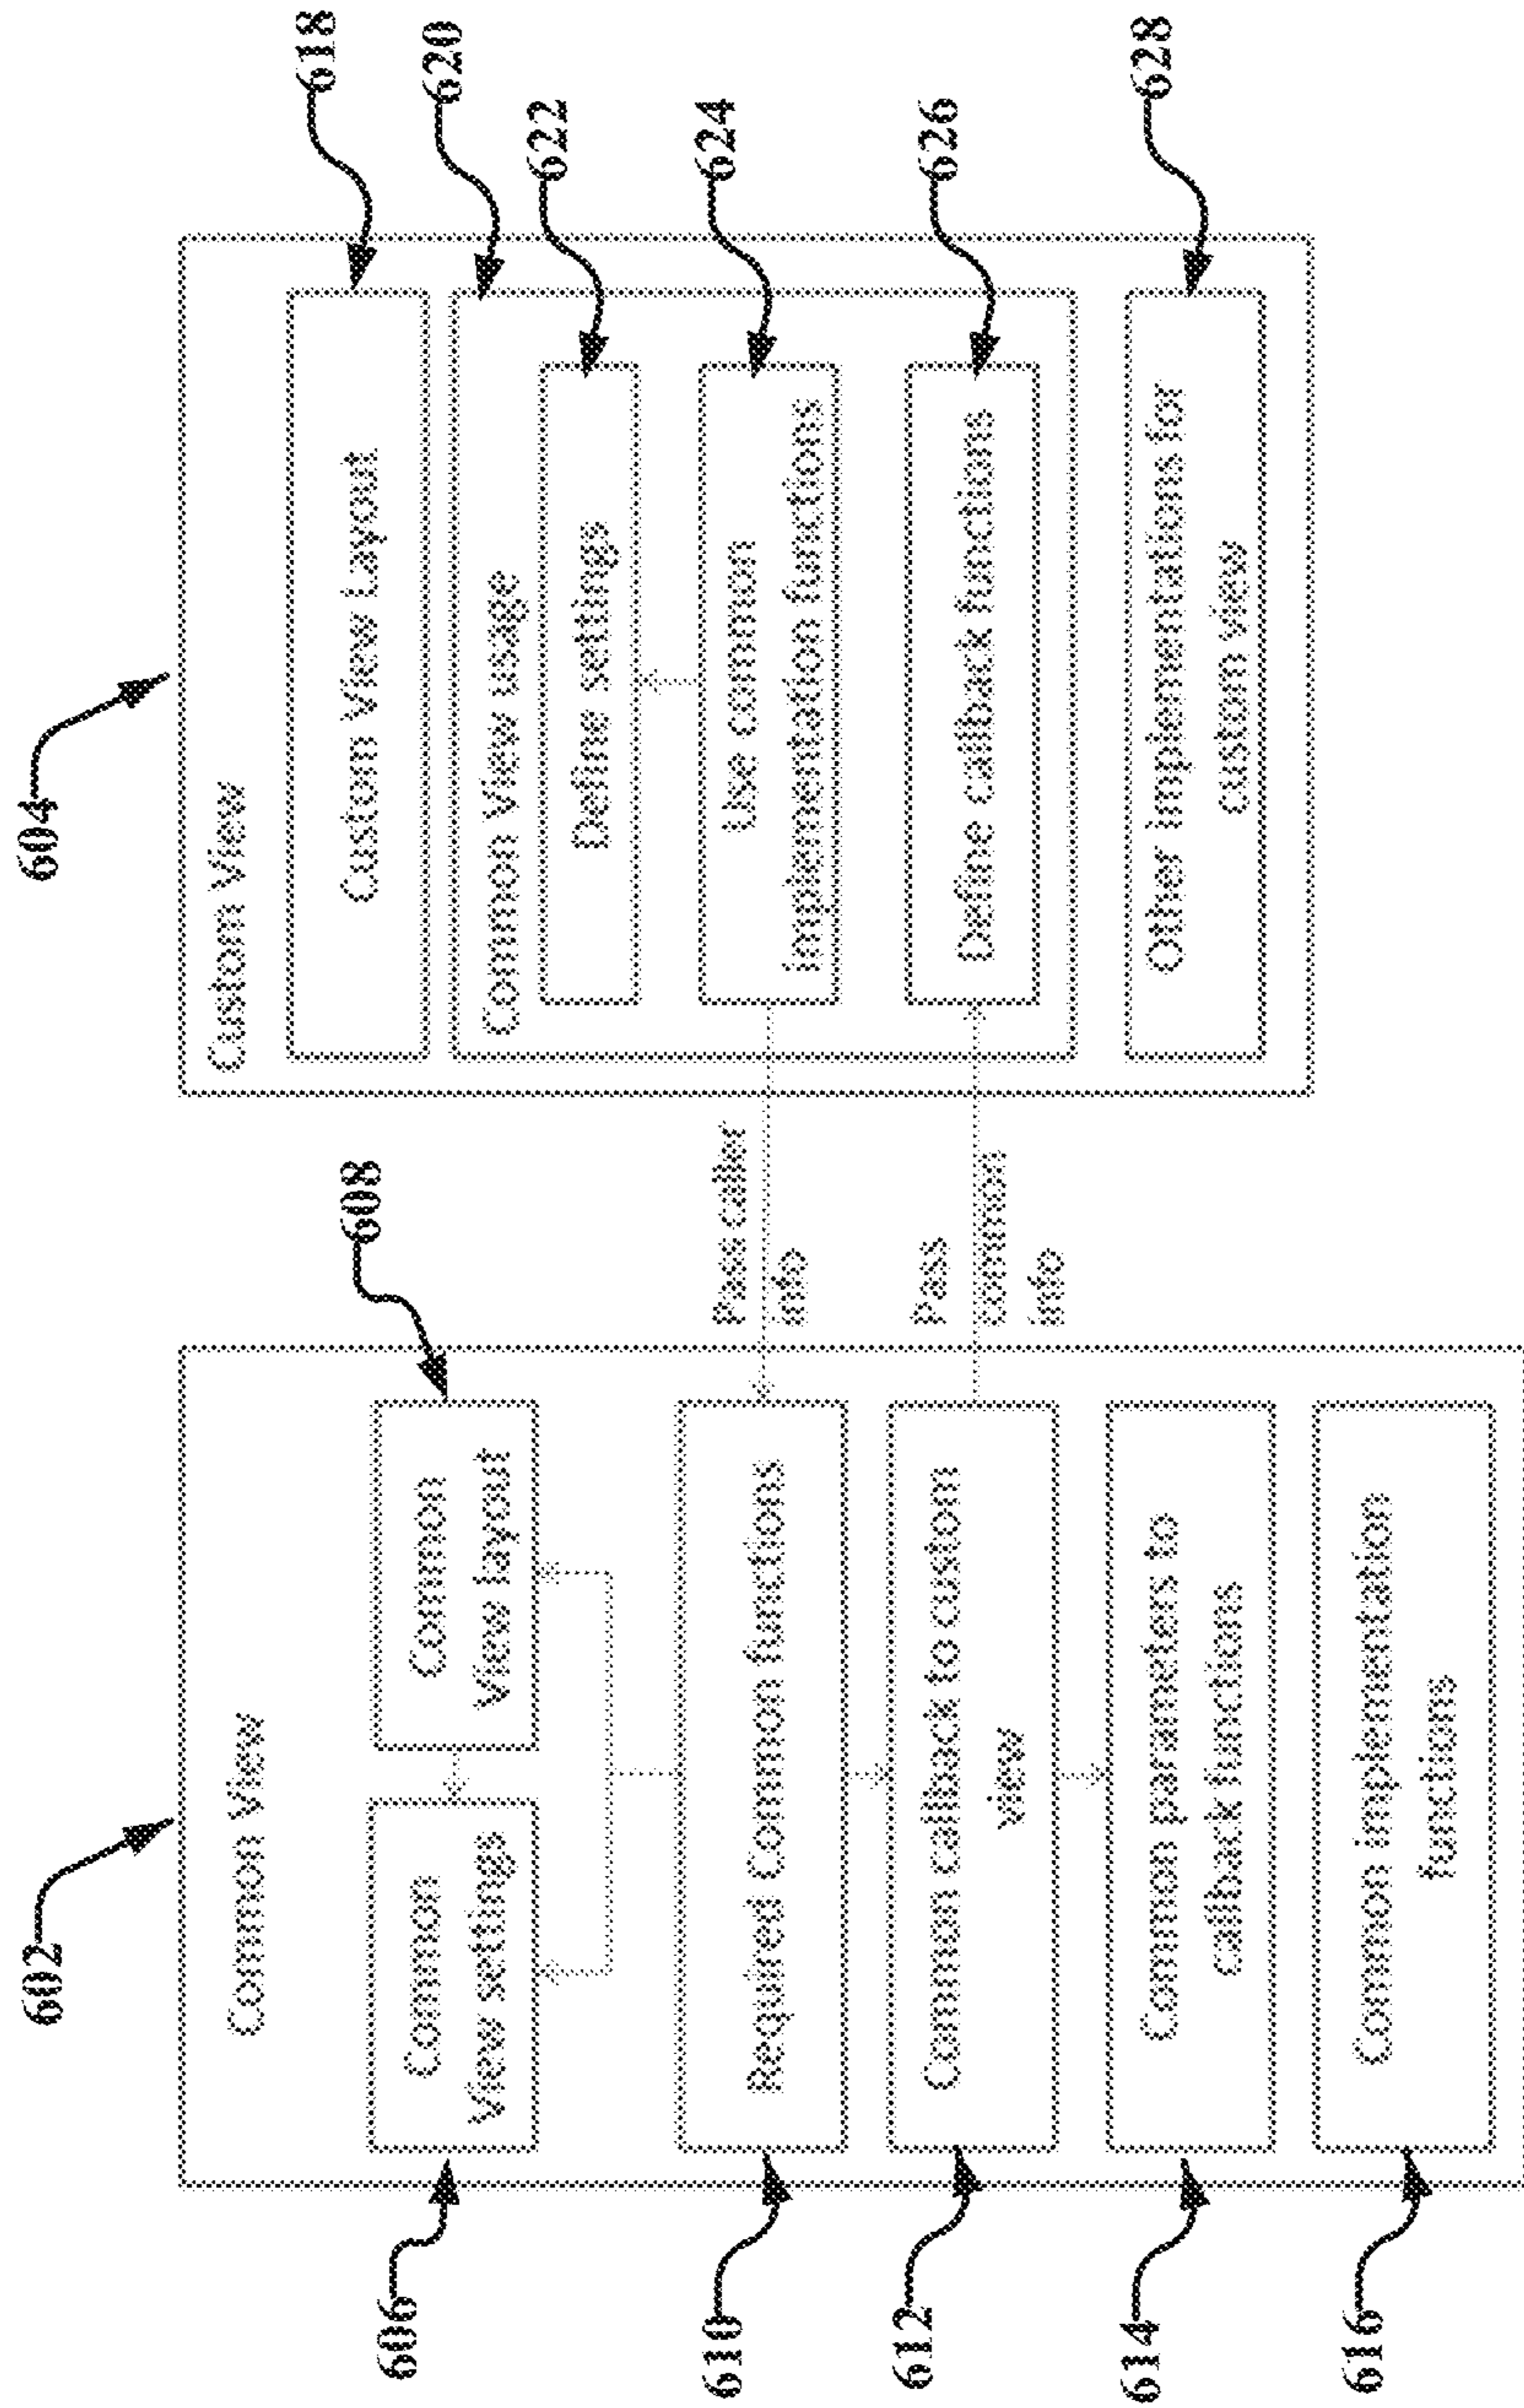 602
Common View
606
Common
View settings
608
Common
View layout
610
Required Common functions
612
Common callback to custom
view
614
Common parameters to
callback functions
616
Common implementation
functions
Pass caller
info
Pass
common
info
604
Custom View
618
Custom View Layout
620
Common View usage
622
Define settings
624
Use common
implementation functions
626
Define callback functions
628
Other implementations for
custom view